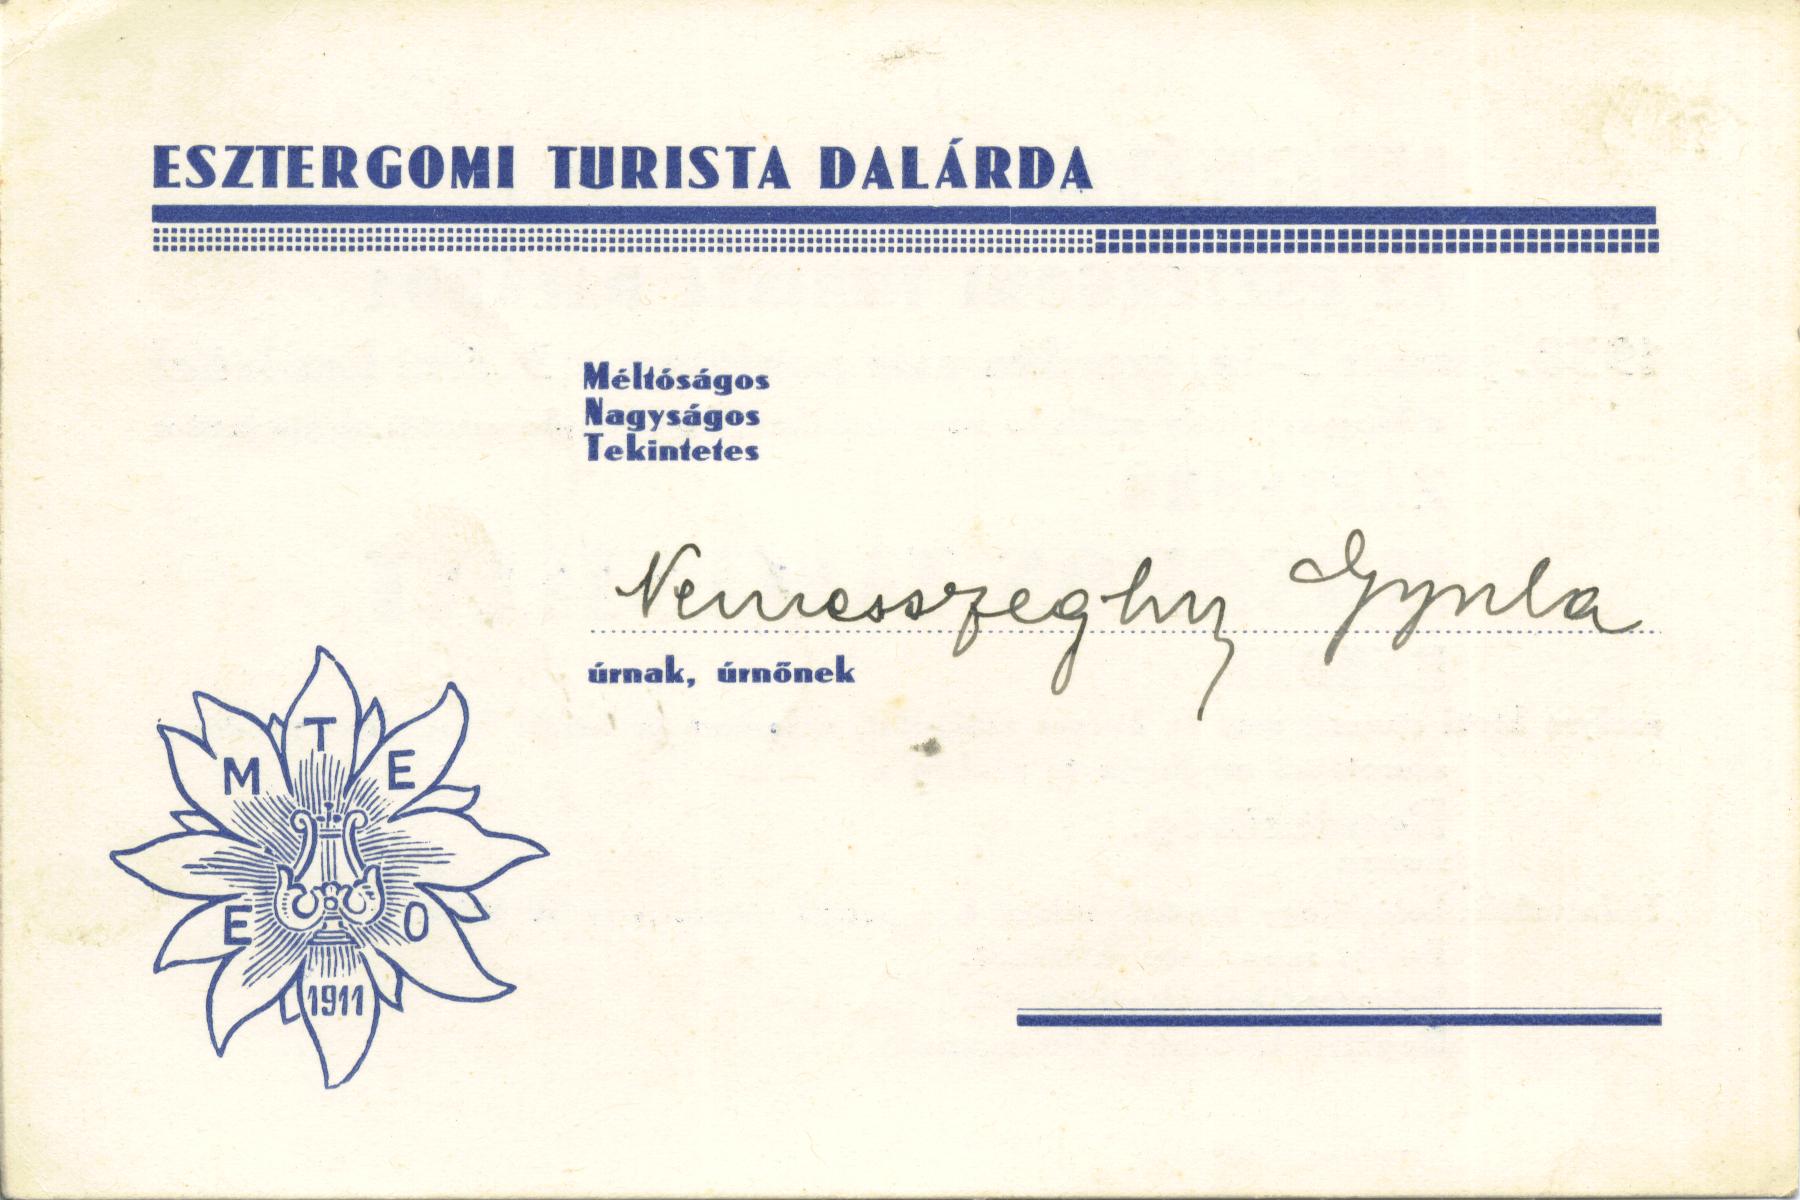 ESZTERGOMI TURISTA DALÁRDA
Méltóságos
Nagyságos
Tekintetes
Nemesszeghy Gyula
úrnak, úrnőnek
M T E
E O
1911